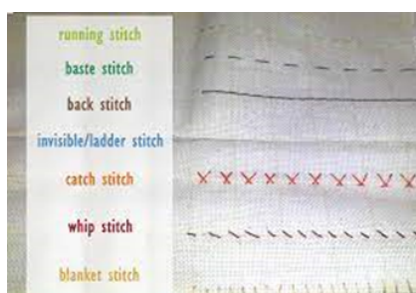 running stitch
baste stitch
back stitch
invisible/ladder stitch
catch stitch
whip stitch
blanket stitch